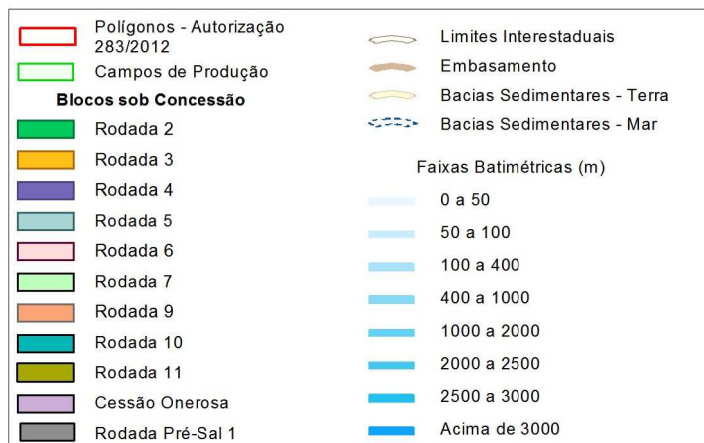 Polígonos - Autorização
283/2012
Campos de Produção
Blocos sob Concessão
Rodada 2
Rodada 3
Rodada 4
Rodada 5
Rodada 6
Rodada 7
Rodada 9
Rodada 10
Rodada 11
Cessão Onerosa
Rodada Pré-Sal 1
Limites Interestaduais
Embasamento
Bacias Sedimentares - Terra
Bacias Sedimentares - Mar
Faixas Batimétricas (m)
0 a 50
50 a 100
100 a 400
400 a 1000
1000 a 2000
2000 a 2500
2500 a 3000
Acima de 3000